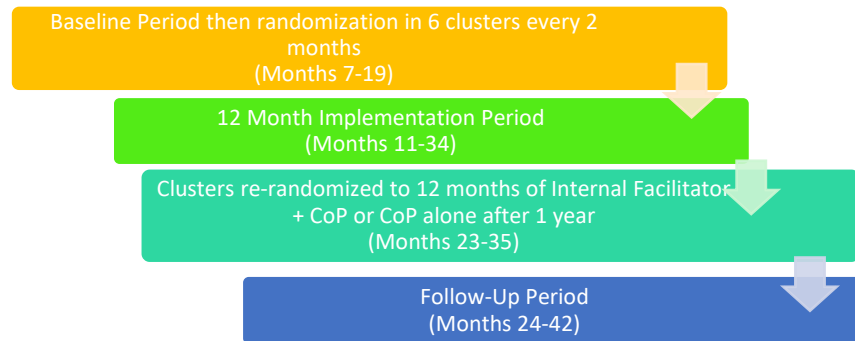 Baseline Period then randomization in 6 clusters every 2
months
(Months 7-19)
12 Month Implementation Period
(Months 11-34)
Clusters re-randomized to 12 months of Internal Facilitator
+ CoP or CoP alone after 1 year
(Months 23-35)
Follow-Up Period
(Months 24-42)